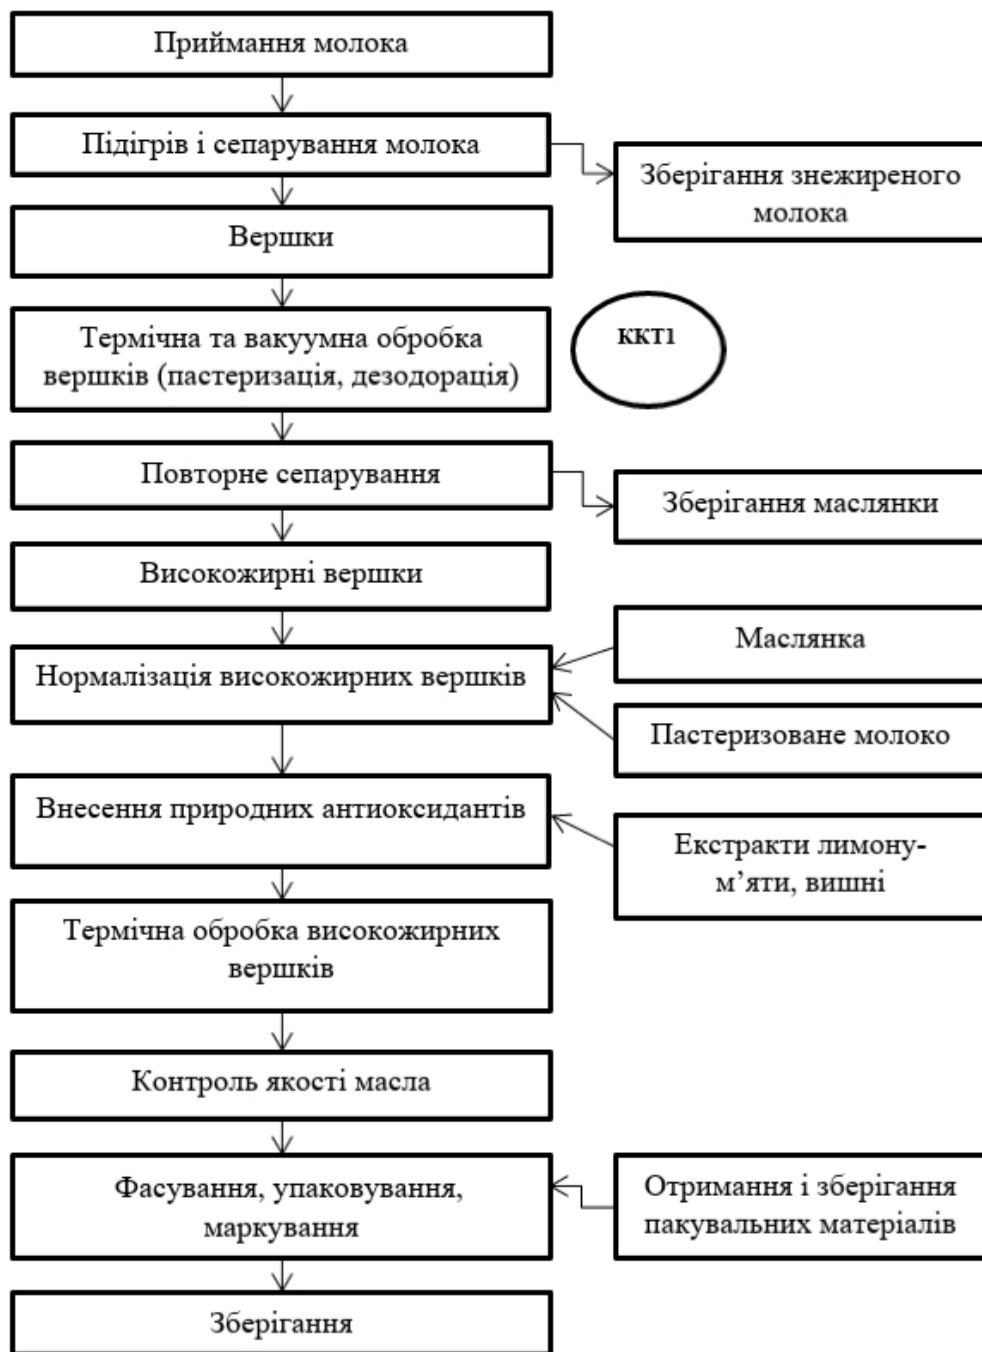 Приймання молока
Підігрів і сепарування молока
Зберігання знежиреного
молока
Вершки
Термічна та вакуумна обробка
вершків (пастеризація, дезодорація)
ККТ1
Повторне сепарування
Зберігання маслянки
Високожирні вершки
Маслянка
Нормалізація високожирних вершків
Пастеризоване молоко
Внесення природних антиоксидантів
Екстракти лимону-
м’яти, вишні
Термічна обробка високожирних
вершків
Контроль якості масла
Фасування, упаковування,
маркування
Отримання і зберігання
пакувальних матеріалів
Зберігання